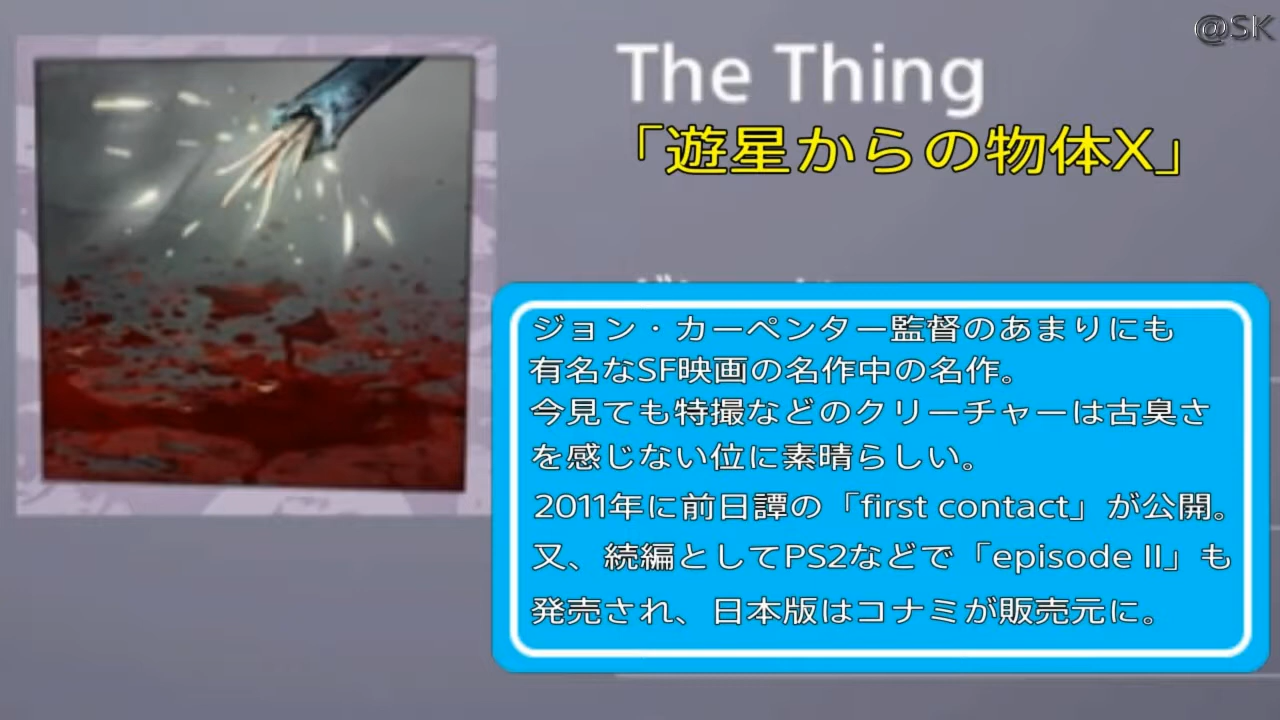 @SK
The Thing
「遊星からの物体X」
ジョン・カーペンター監督のあまりにも
有名なSF映画の名作中の名作。
今見ても特撮などのクリーチャーは古臭さ
を感じない位に素晴らしい。
2011年に前日譚の「first contact」が公開。
又、続編としてPS2などで「episode II」も
発売され、日本版はコナミが販売元に。